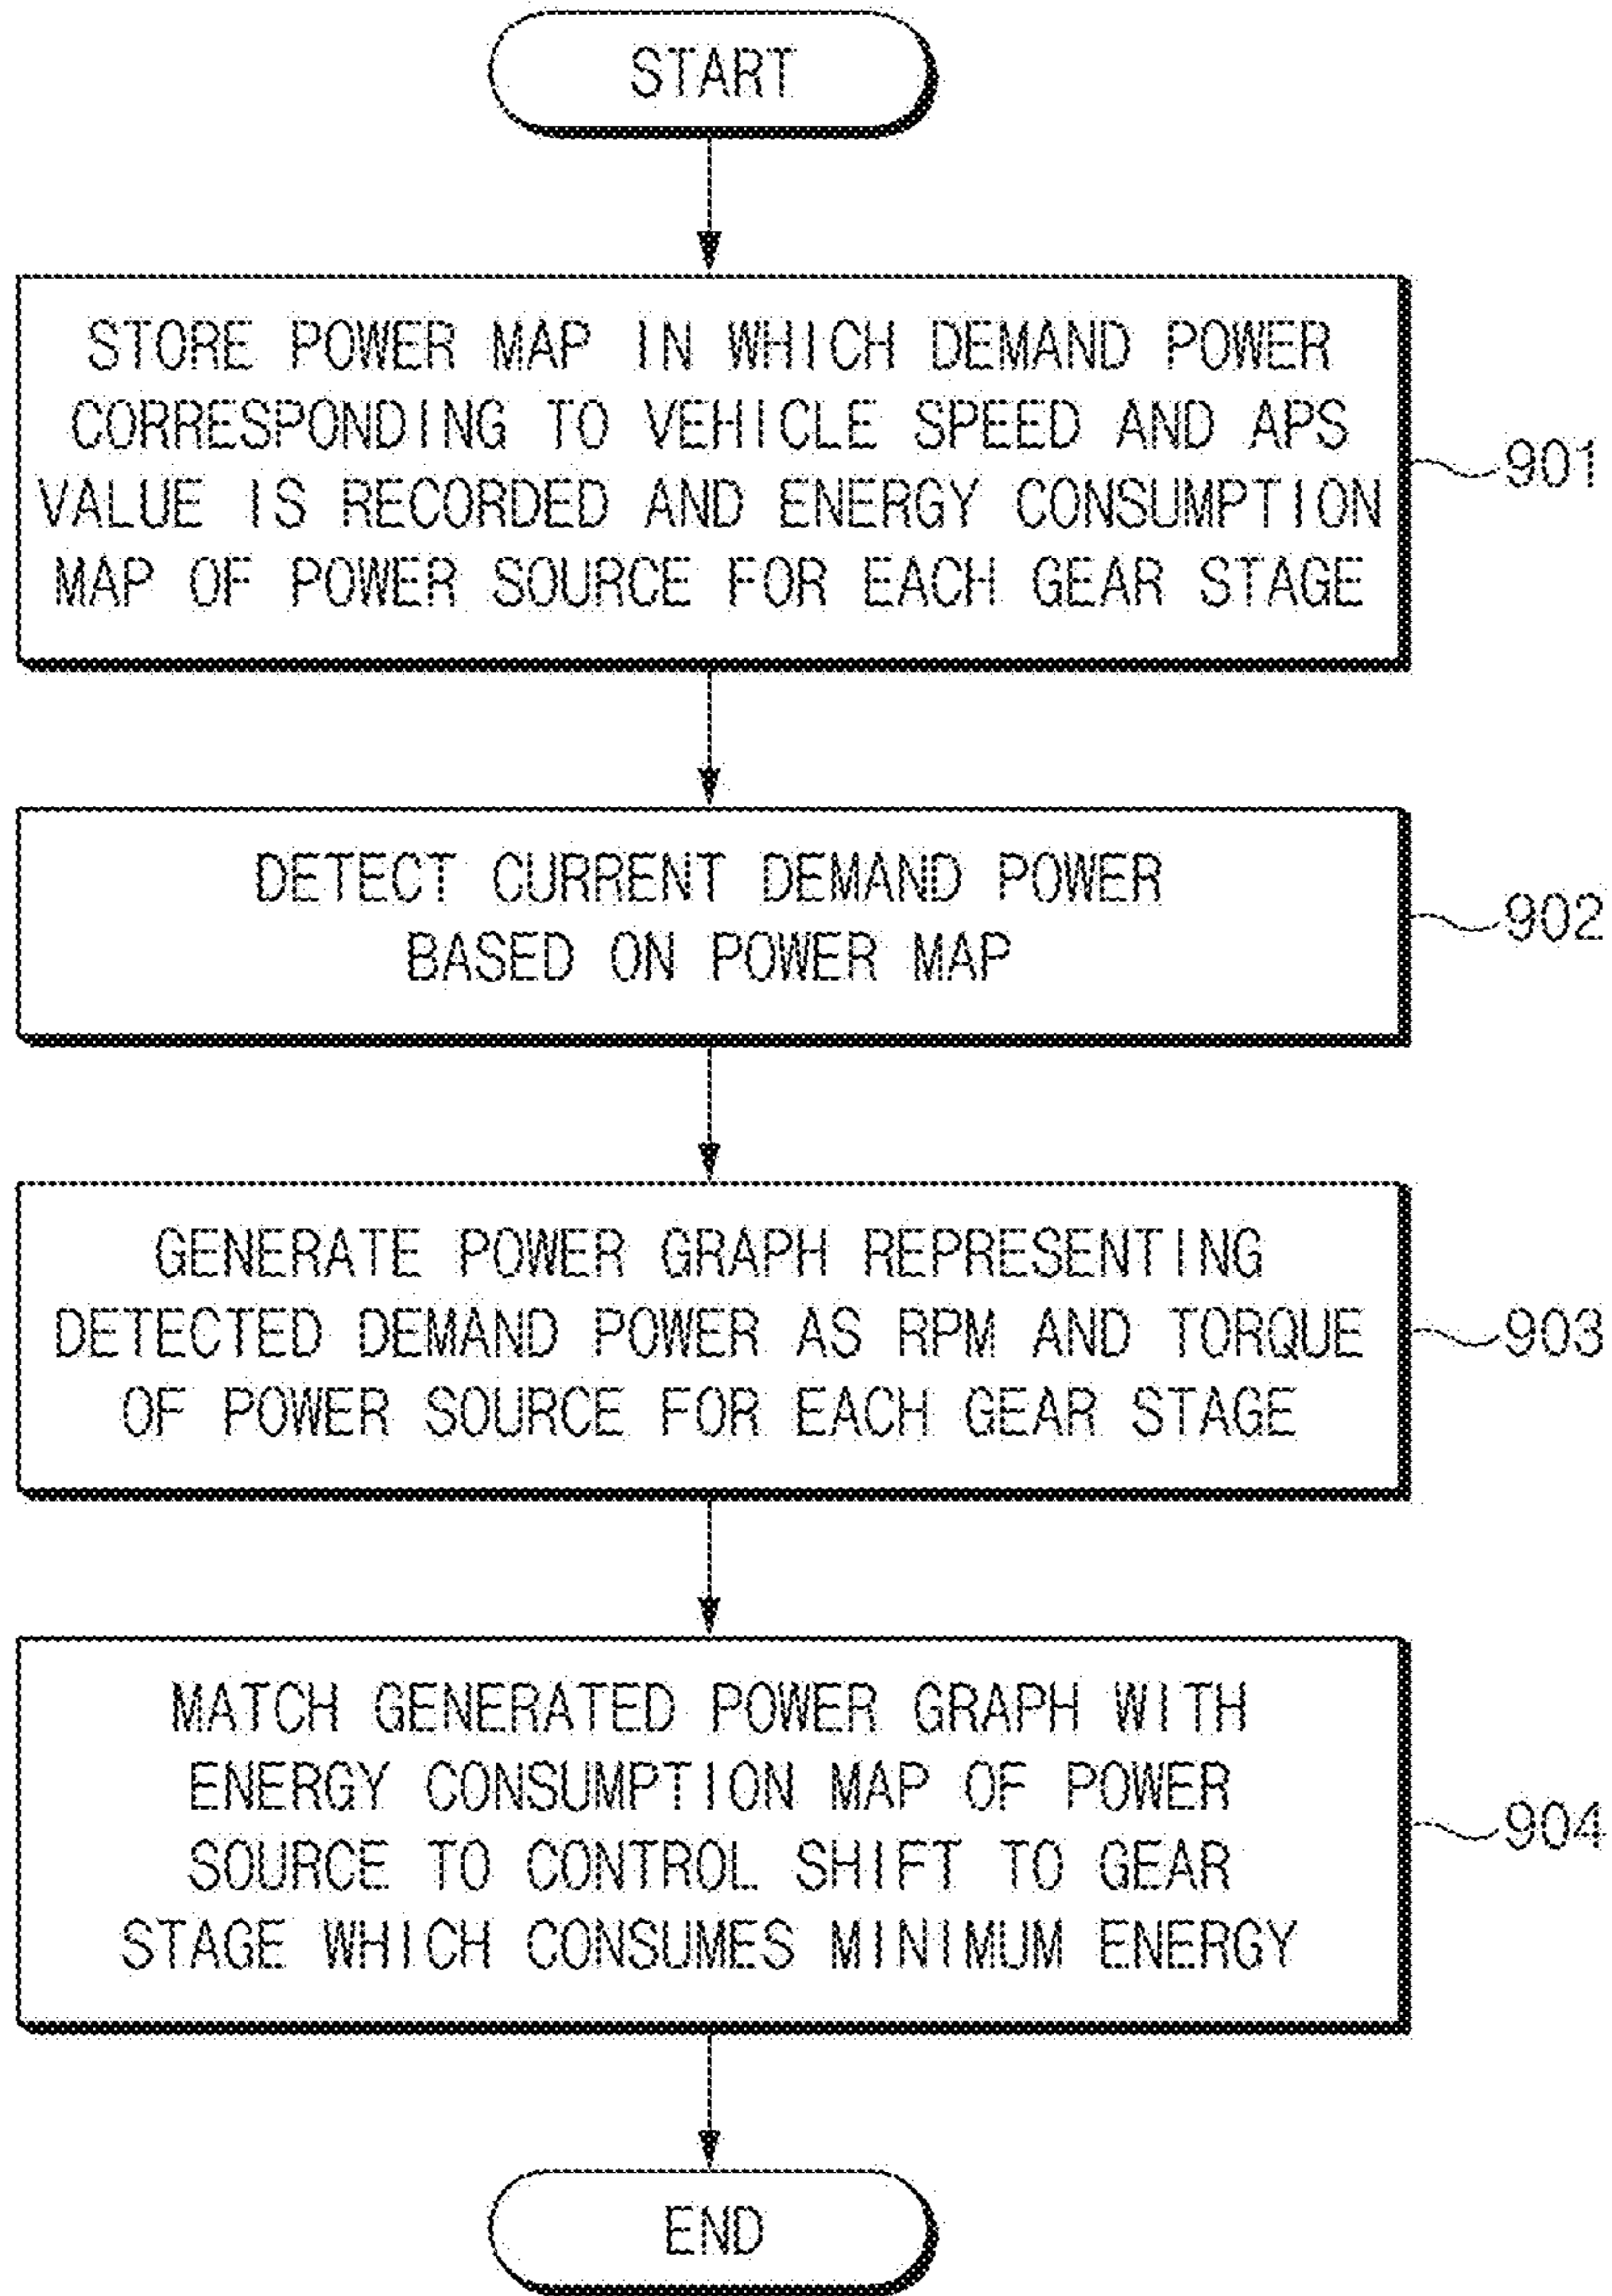 START
STORE POWER MAP IN WHICH DEMAND POWER
CORRESPONDING TO VEHICLE SPEED AND APS
VALUE IS RECORDED AND ENERGY CONSUMPTION
MAP OF POWER SOURCE FOR EACH GEAR STAGE
901
DETECT CURRENT DEMAND POWER
BASED ON POWER MAP
902
GENERATE POWER GRAPH REPRESENTING
DETECTED DEMAND POWER AS RPM AND TORQUE
OF POWER SOURCE FOR EACH GEAR STAGE
903
MATCH GENERATED POWER GRAPH WITH
ENERGY CONSUMPTION MAP OF POWER
SOURCE TO CONTROL SHIFT TO GEAR
STAGE WHICH CONSUMES MINIMUM ENERGY
904
END